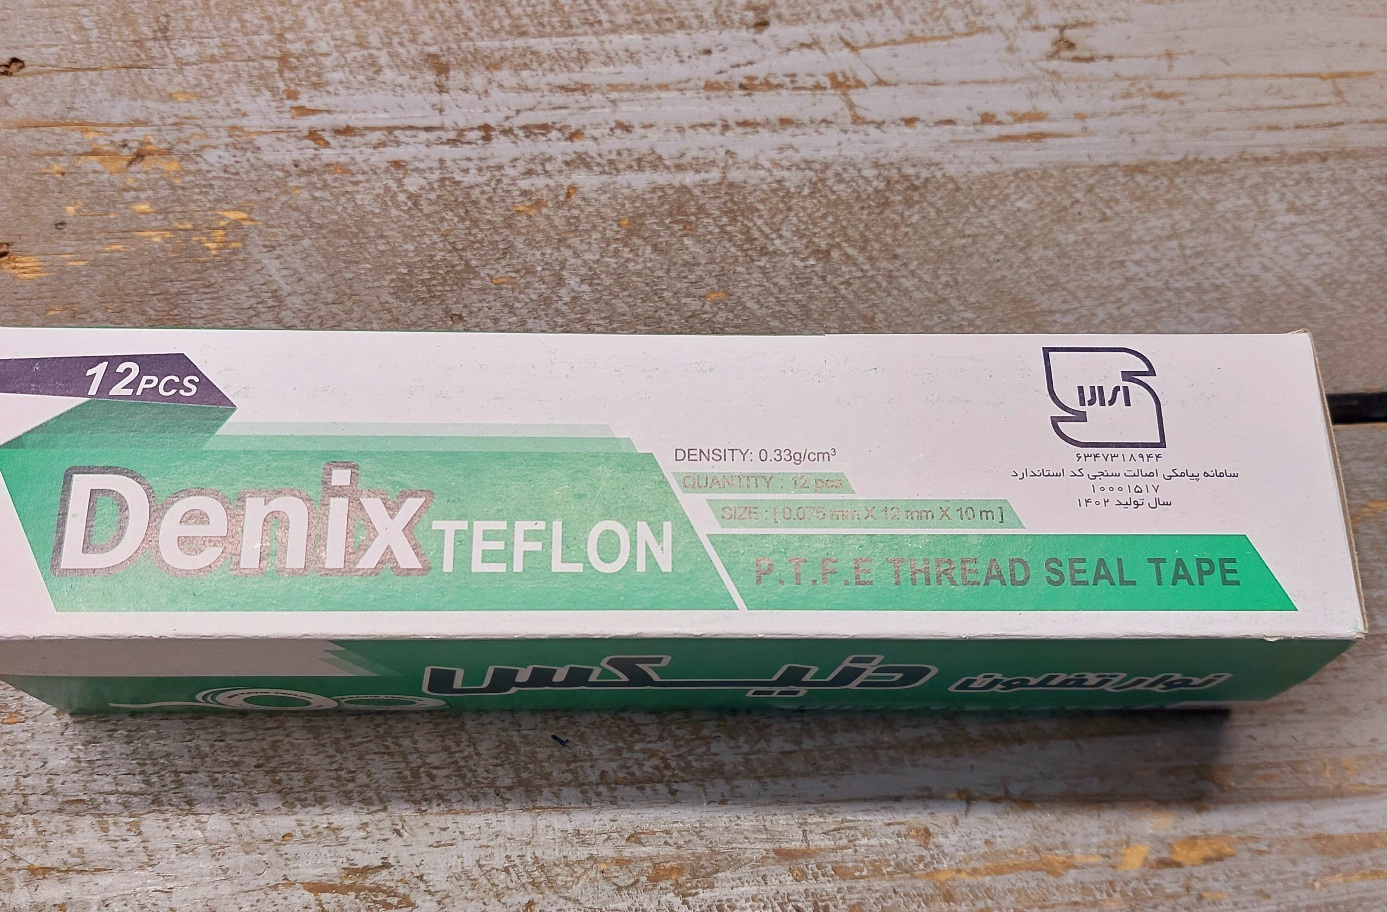 12PCS
Denix TEFLON
DENSITY: 0.33g/cm³
QUANTITY : 12 pcs
SIZE : [ 0.075 mm X 12 mm X 10 m ]
P.T.F.E THREAD SEAL TAPE
۶۳۴۷۳۱۸۹۴۴
سامانه پیامکی اصالت سنجی کد استاندارد
۱۰۰۰۱۵۱۷
سال تولید ۱۴۰۲
نوار تفلون دنیکس